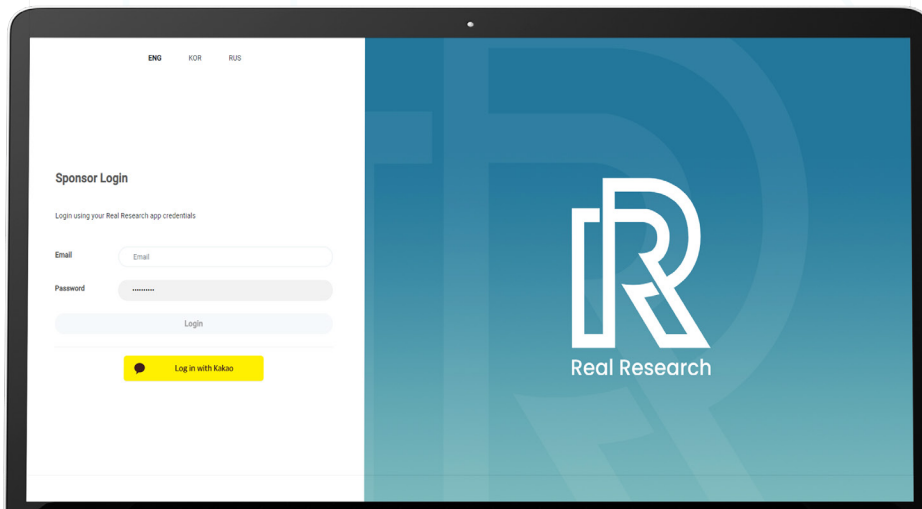 ENG KOR RUS
Sponsor Login
Login using your Real Research app credentials
Email Email
Password ••••••••••
Login
Log in with Kakao
Real Research